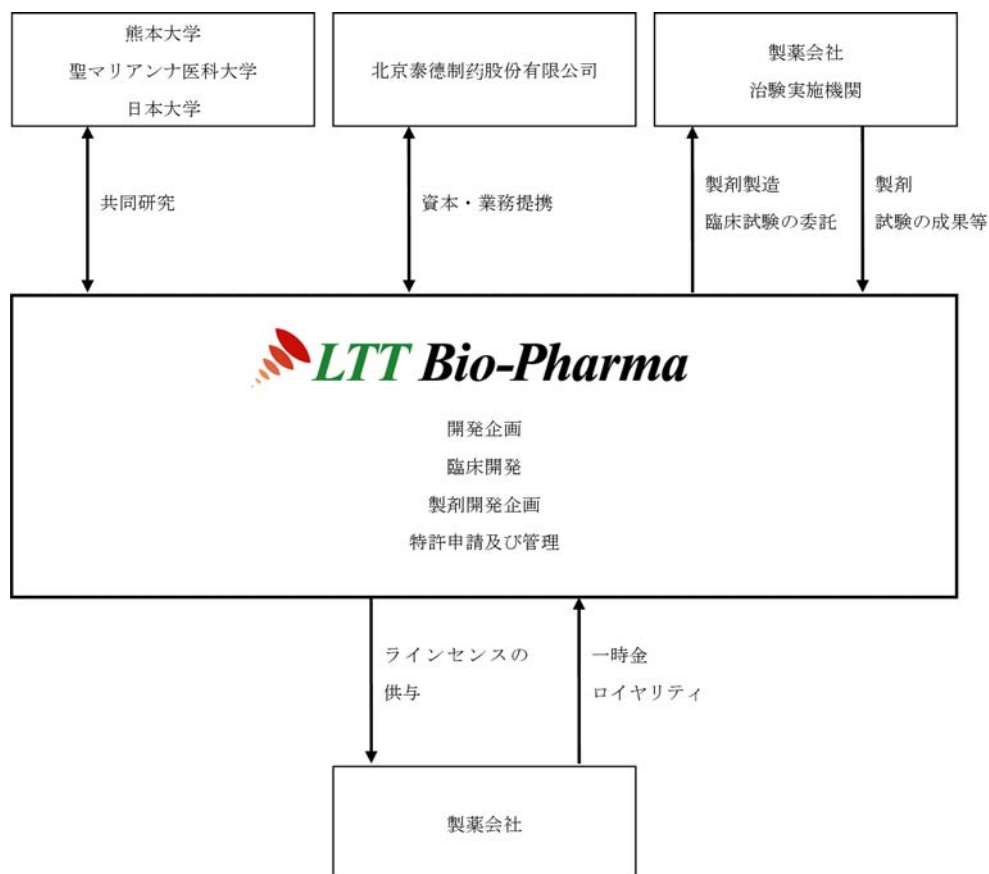 熊本大学
聖マリアンナ医科大学
日本大学
北京泰德制药股份有限公司
製薬会社
治験実施機関
共同研究
資本・業務提携
製剤製造
臨床試験の委託
製剤
試験の成果等
LTT Bio-Pharma
開発企画
臨床開発
製剤開発企画
特許申請及び管理
ラインセンスの
供与
一時金
ロイヤリティ
製薬会社